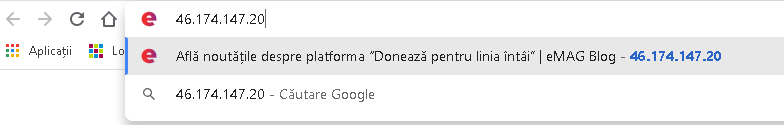 46.174.147.20
Aplicații
Lo
Află noutățile despre platforma "Donează pentru linia întâi" | eMAG Blog - 46.174.147.20
46.174.147.20 - Căutare Google